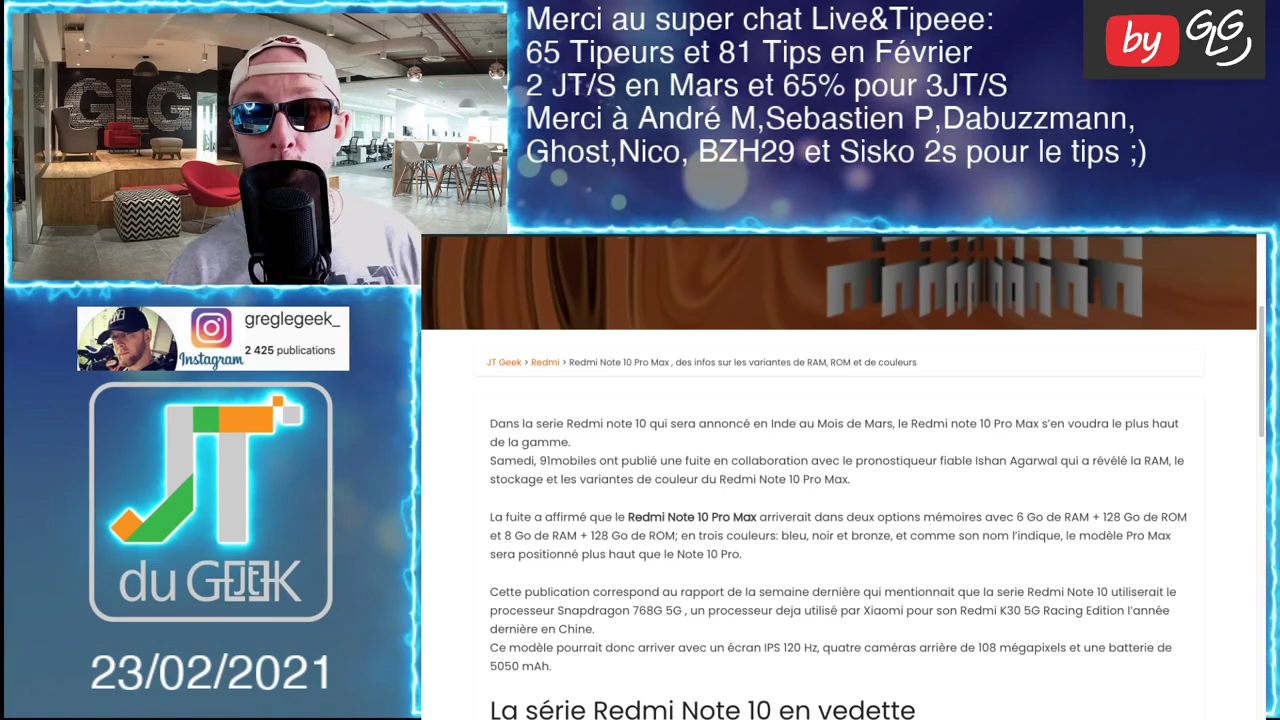 Merci au super chat Live&Tipeee:
65 Tipeurs et 81 Tips en Février
2 JT/S en Mars et 65% pour 3JT/S
Merci à André M,Sebastien P,Dabuzzmann,
Ghost,Nico, BZH29 et Sisko 2s pour le tips ;)
by GLG
GLG
greglegeek_
Instagram
2 425 publications
JT
du GEEK
23/02/2021
JT Geek > Redmi > Redmi Note 10 Pro Max , des infos sur les variantes de RAM, ROM et de couleurs
Dans la serie Redmi note 10 qui sera annoncé en Inde au Mois de Mars, le Redmi note 10 Pro Max s'en voudra le plus haut
de la gamme.
Samedi, 91mobiles ont publié une fuite en collaboration avec le pronostiqueur fiable Ishan Agarwal qui a révélé la RAM, le
stockage et les variantes de couleur du Redmi Note 10 Pro Max.
La fuite a affirmé que le Redmi Note 10 Pro Max arriverait dans deux options mémoires avec 6 Go de RAM + 128 Go de ROM
et 8 Go de RAM + 128 Go de ROM; en trois couleurs: bleu, noir et bronze, et comme son nom l'indique, le modèle Pro Max
sera positionné plus haut que le Note 10 Pro.
Cette publication correspond au rapport de la semaine dernière qui mentionnait que la serie Redmi Note 10 utiliserait le
processeur Snapdragon 768G 5G , un processeur deja utilisé par Xiaomi pour son Redmi K30 5G Racing Edition l'année
dernière en Chine.
Ce modèle pourrait donc arriver avec un écran IPS 120 Hz, quatre caméras arrière de 108 mégapixels et une batterie de
5050 mAh.
La série Redmi Note 10 en vedette